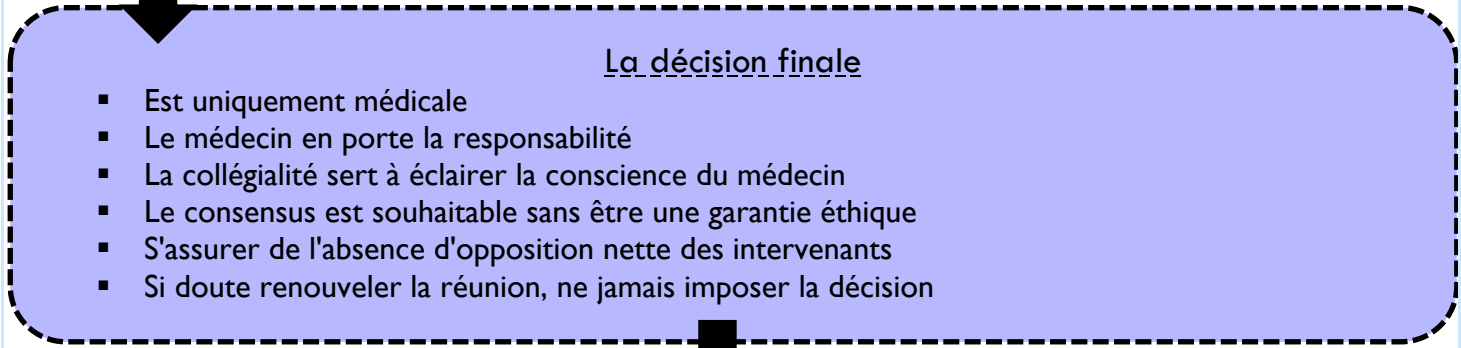 La décision finale
▪ Est uniquement médicale
▪ Le médecin en porte la responsabilité
▪ La collégialité sert à éclairer la conscience du médecin
▪ Le consensus est souhaitable sans être une garantie éthique
▪ S'assurer de l'absence d'opposition nette des intervenants
▪ Si doute renouveler la réunion, ne jamais imposer la décision